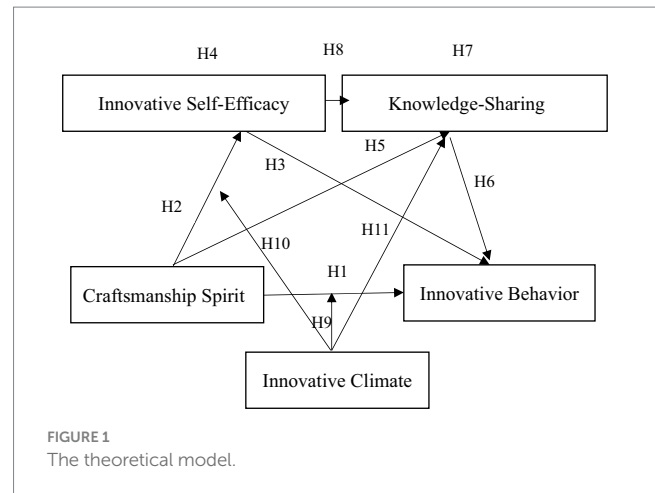 H4
H8
H7
Innovative Self-Efficacy
Knowledge-Sharing
H5
H3
H6
H2
H11
H10
H1
Craftsmanship Spirit
Innovative Behavior
H9
Innovative Climate
FIGURE 1
The theoretical model.